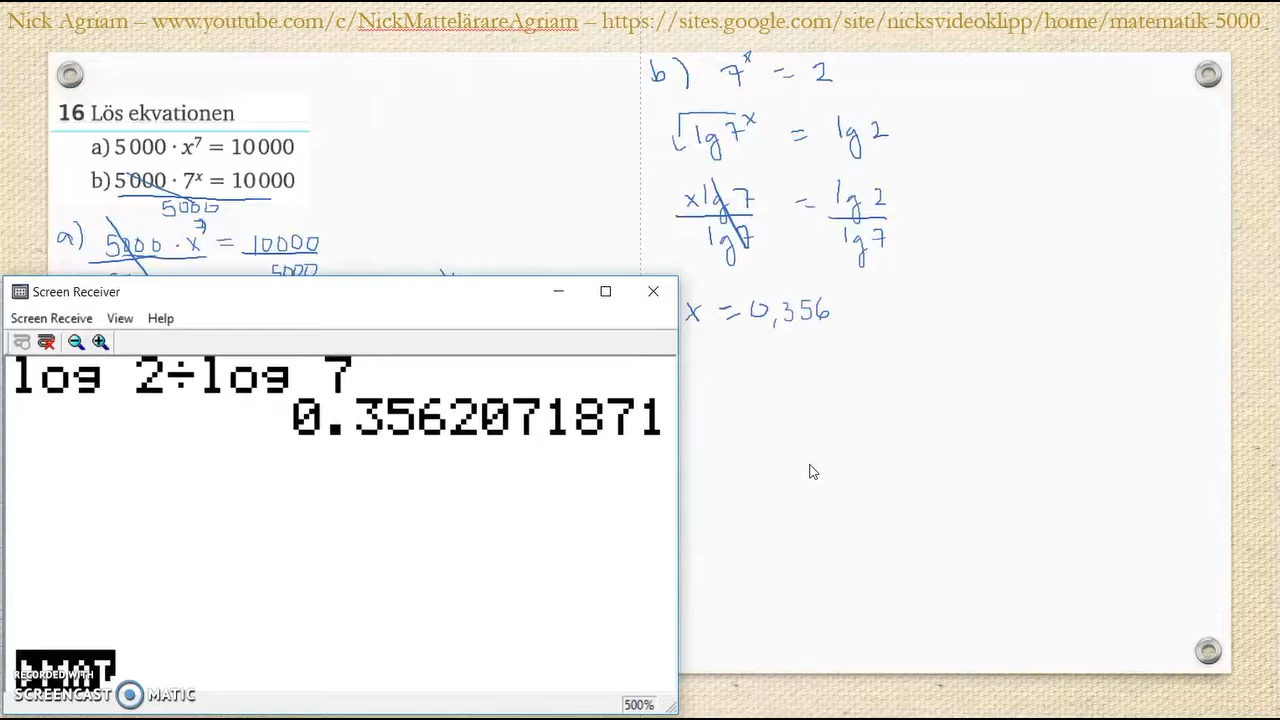 Nick Agriam – www.youtube.com/c/NickMattelärareAgriam – https://sites.google.com/site/nicksvideoklipp/home/matematik-5000
16 Lös ekvationen
a) 5 000 · x⁷ = 10 000
b) 5 000 · 7ˣ = 10 000
5000
a) 5000 · x⁷ = 10000
5000
b) 7ˣ = 2
lg 7ˣ = lg 2
x lg 7 = lg 2
lg 7 lg 7
x = 0,356
Screen Receiver
Screen Receive View Help
log 2÷log 7
0.3562071871
RECORDED WITH
SCREENCAST MATIC
500%